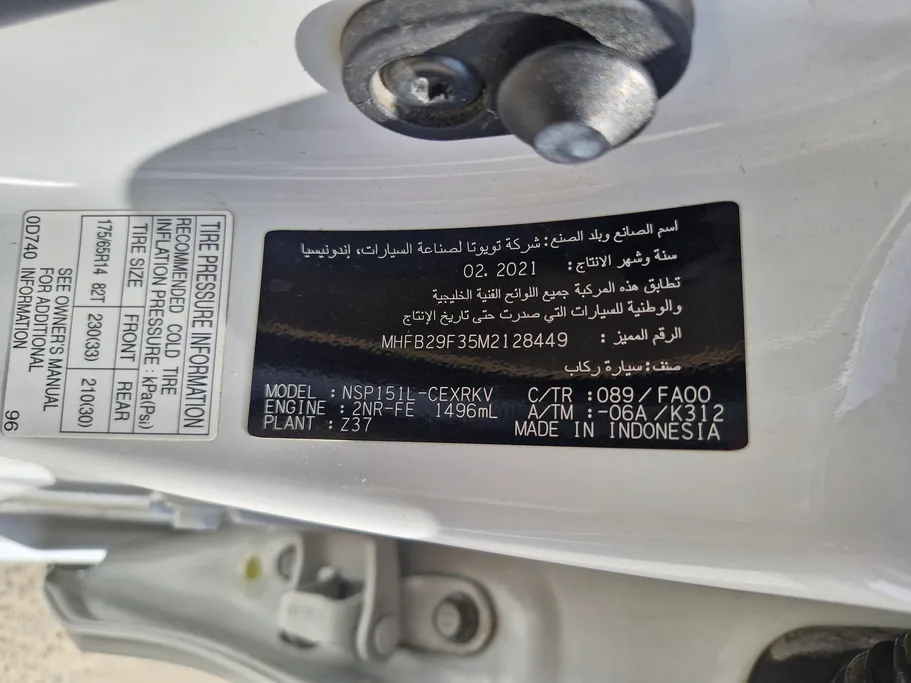 اسم الصانع وبلد الصنع: شركة تويوتا لصناعة السيارات، إندونيسيا
سنة وشهر الانتاج: 02. 2021
تطابق هذه المركبة جميع اللوائح الفنية الخليجية
والوطنية للسيارات التي صدرت حتى تاريخ الإنتاج
الرقم المميز: MHFB29F35M2128449
صنف: سيارة ركاب
MODEL : NSP151L-CEXRKV C/TR : 089/FA00
ENGINE : 2NR-FE 1496mL A/TM : -06A/K312
PLANT : Z37 MADE IN INDONESIA
TIRE PRESSURE INFORMATION
RECOMMENDED COLD TIRE
INFLATION PRESSURE : kPa(Psi)
TIRE SIZE FRONT REAR
175/65R14 82T 230(33) 210(30)
SEE OWNER'S MANUAL
FOR ADDITIONAL
INFORMATION
0D740 96